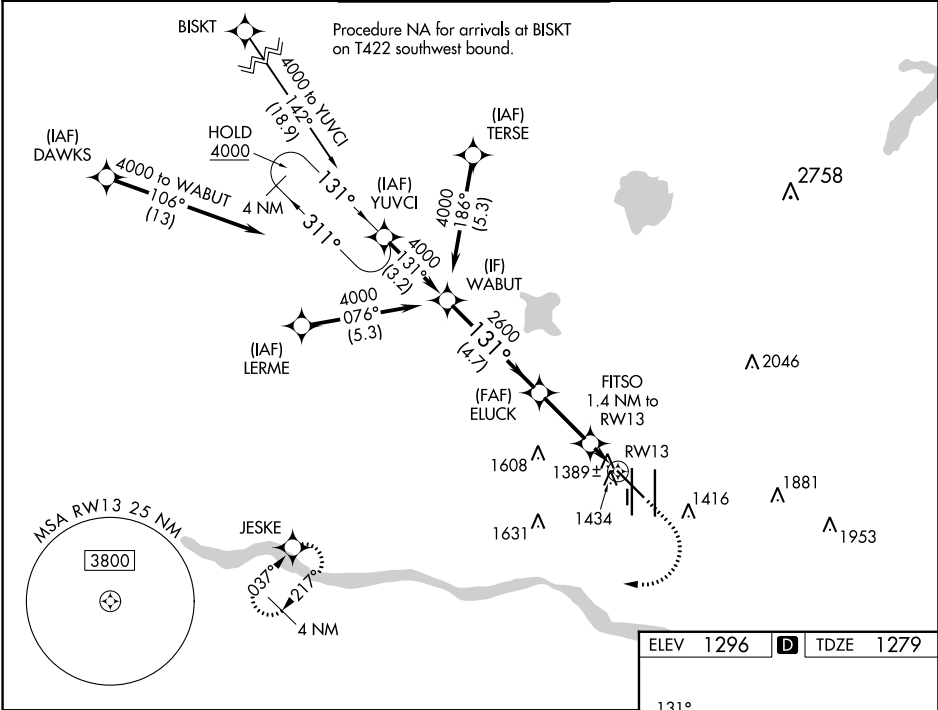 BISKT
Procedure NA for arrivals at BISKT
on T422 southwest bound.
4000 to YUVCI
142°
(18.9)
(IAF)
TERSE
HOLD
4000
(IAF)
DAWKS
4000 to WABUT
106°
(13)
4 NM
131°
311°
(IAF)
YUVCI
4000
186°
(5.3)
2758
4000
131°
(3.2)
(IF)
WABUT
4000
076°
(5.3)
(IAF)
LERME
2600
131°
(4.7)
2046
(FAF)
ELUCK
FITSO
1.4 NM to
RW13
RW13
1608
1389±
1434
1631
1416
1881
1953
MSA RW13 25 NM
3800
JESKE
037°
217°
4 NM
ELEV 1296 D TDZE 1279
131°